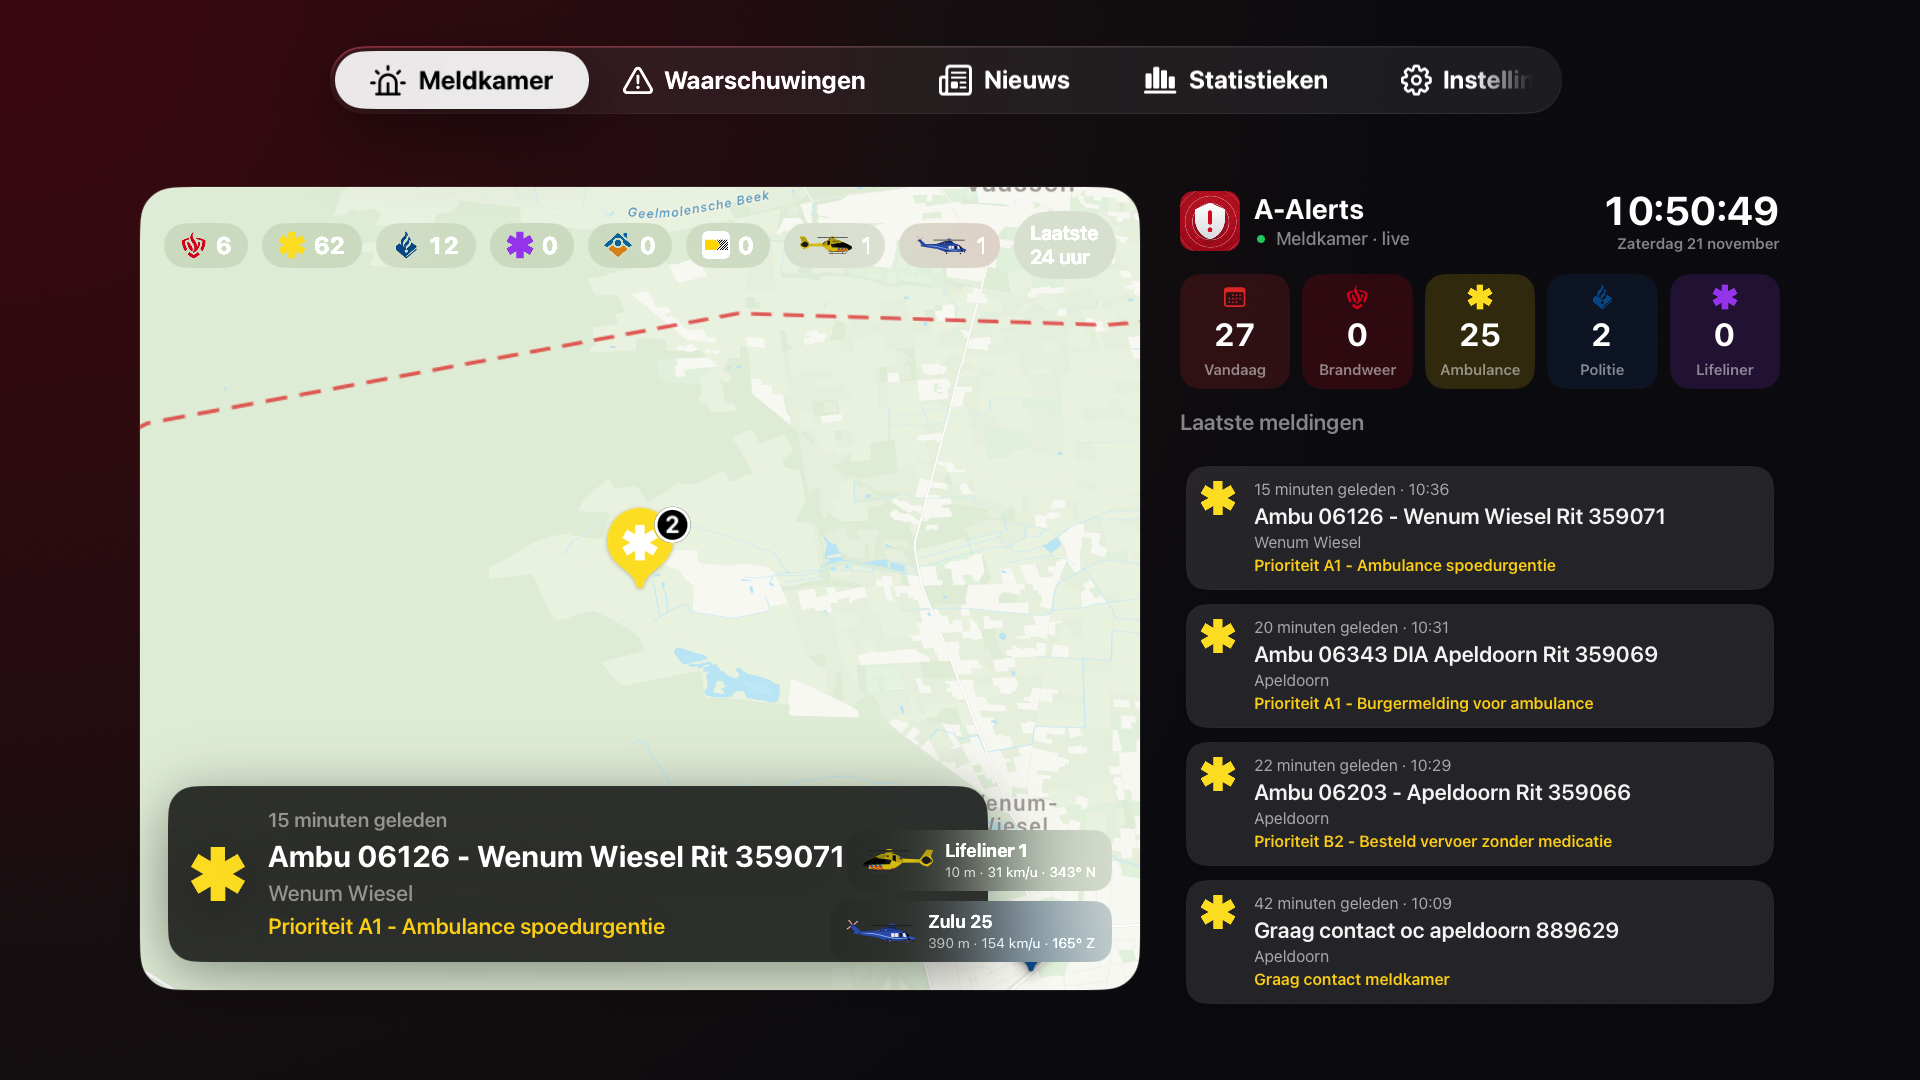 Meldkamer
Waarschuwingen
Nieuws
Statistieken
Geelmolensche Beek
6
62
12
0
0
0
1
1
Laatste
24 uur
2
15 minuten geleden
Ambu 06126 - Wenum Wiesel Rit 359071
Wenum Wiesel
Prioriteit A1 - Ambulance spoedurgentie
Lifeliner 1
10 m · 31 km/u · 343° N
Zulu 25
390 m · 154 km/u · 165° Z
A-Alerts
Meldkamer · live
10:50:49
Zaterdag 21 november
27
Vandaag
0
Brandweer
25
Ambulance
2
Politie
0
Lifeliner
Laatste meldingen
15 minuten geleden · 10:36
Ambu 06126 - Wenum Wiesel Rit 359071
Wenum Wiesel
Prioriteit A1 - Ambulance spoedurgentie
20 minuten geleden · 10:31
Ambu 06343 DIA Apeldoorn Rit 359069
Apeldoorn
Prioriteit A1 - Burgermelding voor ambulance
22 minuten geleden · 10:29
Ambu 06203 - Apeldoorn Rit 359066
Apeldoorn
Prioriteit B2 - Besteld vervoer zonder medicatie
42 minuten geleden · 10:09
Graag contact oc apeldoorn 889629
Apeldoorn
Graag contact meldkamer